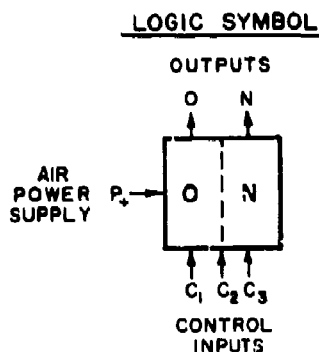 LOGIC SYMBOL
OUTPUTS
O N
AIR
POWER P+
SUPPLY
O N
C1 C2 C3
CONTROL
INPUTS